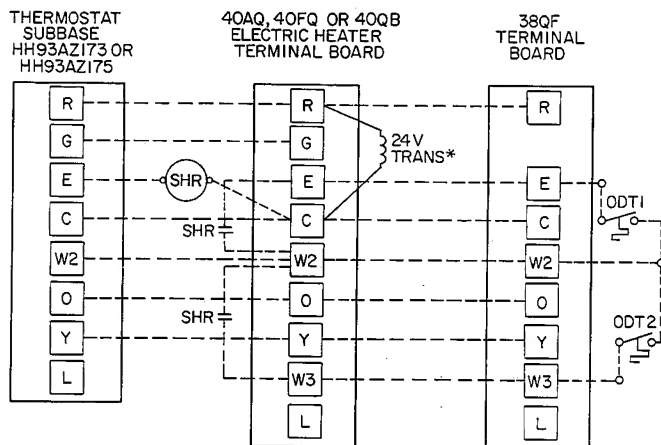 THERMOSTAT
SUBBASE
HH93AZ173 OR
HH93AZ175
40AQ, 40FQ OR 40QB
ELECTRIC HEATER
TERMINAL BOARD
38QF
TERMINAL
BOARD
R
R
R
G
G
24V
TRANS*
E
SHR
E
E
ODT1
C
SHR
C
C
W2
W2
W2
O
SHR
O
O
ODT2
Y
Y
Y
L
W3
W3
L
L